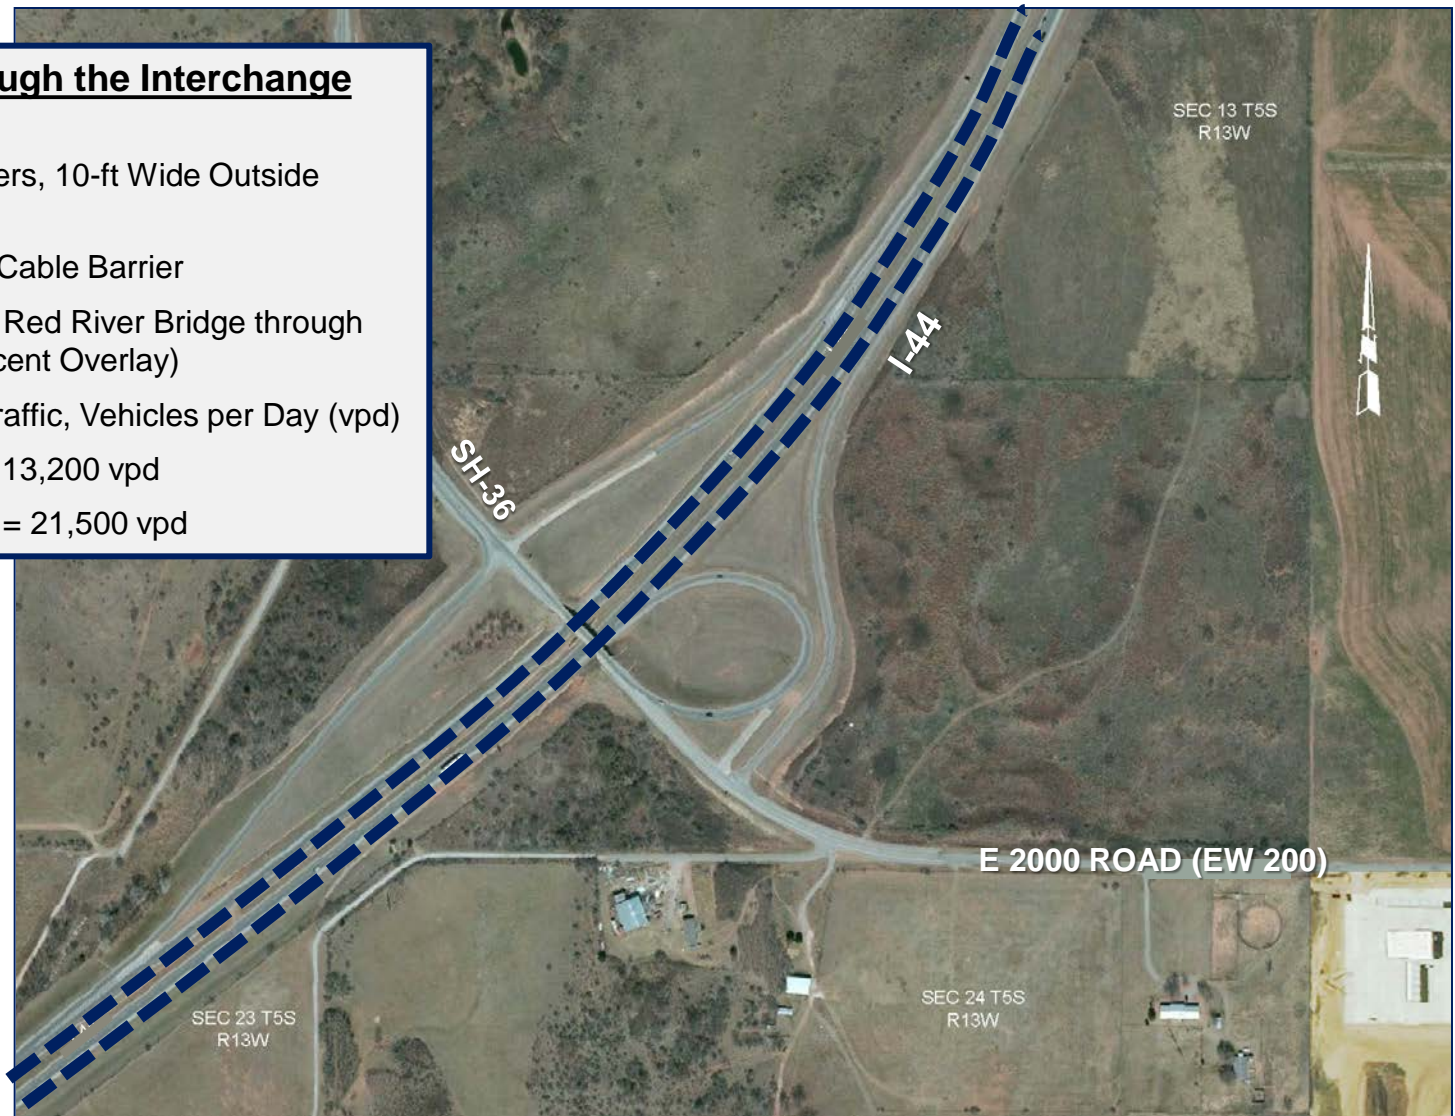 ugh the Interchange
ers, 10-ft Wide Outside
Cable Barrier
Red River Bridge through
cent Overlay)
raffic, Vehicles per Day (vpd)
13,200 vpd
= 21,500 vpd
SEC 13 T5S
R13W
I-44
SH-36
E 2000 ROAD (EW 200)
SEC 24 T5S
R13W
SEC 23 T5S
R13W